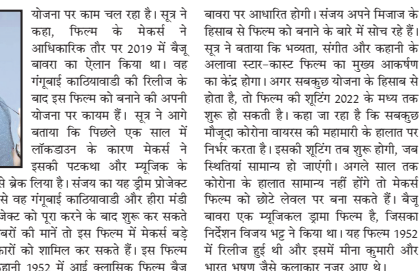 योजना पर काम चल रहा है। सूत्र ने
कहा, फिल्म के मेकर्स ने
आधिकारिक तौर पर 2019 में बैजू
बावरा का ऐलान किया था। वह
गंगूबाई काठियावाडी की रिलीज के
बाद इस फिल्म को बनाने की अपनी
योजना पर कायम हैं। सूत्र ने आगे
बताया कि पिछले एक साल में
लॉकडाउन के कारण मेकर्स ने
इसकी पटकथा और म्यूजिक के
से ब्रेक लिया है। संजय का यह ड्रीम प्रोजेक्ट
से वह गंगूबाई काठियावाडी और हीरा मंडी
जेक्ट को पूरा करने के बाद शुरू कर सकते
बरों की मानें तो इस फिल्म में मेकर्स बड़े
कारों को शामिल कर सकते हैं। इस फिल्म
हानी 1952 में आई क्लासिक फिल्म बैजू
बावरा पर आधारित होगी। संजय अपने मिजाज के
हिसाब से फिल्म को बनाने के बारे में सोच रहे हैं।
सूत्र ने बताया कि भव्यता, संगीत और कहानी के
अलावा स्टार-कास्ट फिल्म का मुख्य आकर्षण
का केंद्र होगा। अगर सबकुछ योजना के हिसाब से
होता है, तो फिल्म की शूटिंग 2022 के मध्य तक
शुरू हो सकती है। कहा जा रहा है कि सबकुछ
मौजूदा कोरोना वायरस की महामारी के हालात पर
निर्भर करता है। इसकी शूटिंग तब शुरू होगी, जब
स्थितियां सामान्य हो जाएंगी। अगले साल तक
कोरोना के हालात सामान्य नहीं होंगे तो मेकर्स
फिल्म को छोटे लेवल पर बना सकते हैं। बैजू
बावरा एक म्यूजिकल ड्रामा फिल्म है, जिसका
निर्देशन विजय भट्ट ने किया था। यह फिल्म 1952
में रिलीज हुई थी और इसमें मीना कुमारी और
भारत भूषण जैसे कलाकार नजर आए थे।